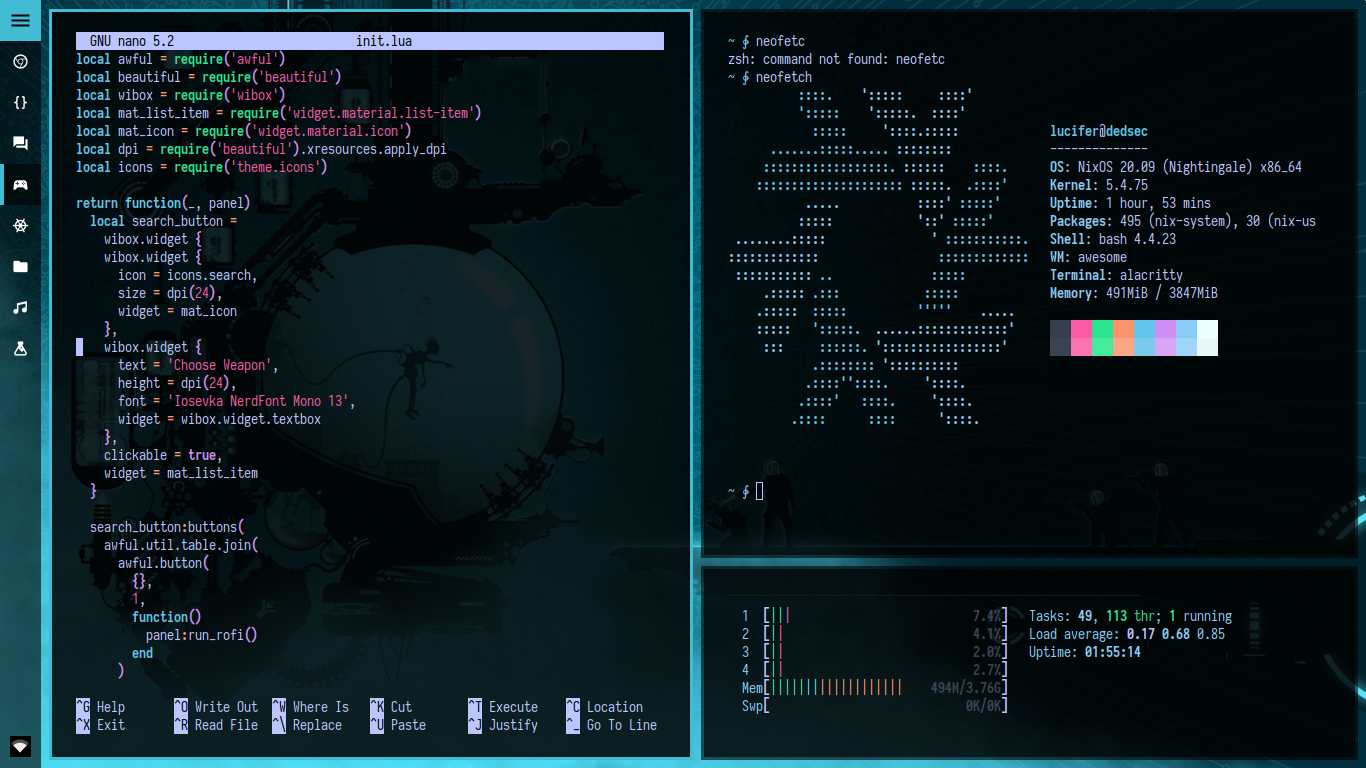 GNU nano 5.2 init.lua
local awful = require('awful')
local beautiful = require('beautiful')
local wibox = require('wibox')
local mat_list_item = require('widget.material.list-item')
local mat_icon = require('widget.material.icon')
local dpi = require('beautiful').xresources.apply_dpi
local icons = require('theme.icons')
return function(_, panel)
local search_button =
wibox.widget {
wibox.widget {
icon = icons.search,
size = dpi(24),
widget = mat_icon
},
wibox.widget {
text = 'Choose Weapon',
height = dpi(24),
font = 'Iosevka NerdFont Mono 13',
widget = wibox.widget.textbox
},
clickable = true,
widget = mat_list_item
}
search_button:buttons(
awful.util.table.join(
awful.button(
{},
1,
function()
panel:run_rofi()
end
)
^G Help ^O Write Out ^W Where Is ^K Cut ^T Execute ^C Location
^X Exit ^R Read File ^\ Replace ^U Paste ^J Justify ^_ Go To Line
~ ∮ neofetc
zsh: command not found: neofetc
~ ∮ neofetch
lucifer@dedsec
--------------
OS: NixOS 20.09 (Nightingale) x86_64
Kernel: 5.4.75
Uptime: 1 hour, 53 mins
Packages: 495 (nix-system), 30 (nix-us
Shell: bash 4.4.23
WM: awesome
Terminal: alacritty
Memory: 491MiB / 3847MiB
~ ∮
1 [||| 7.4%]
2 [|| 4.1%]
3 [|| 2.0%]
4 [|| 2.7%]
Mem[||||||||||||||||||| 494M/3.76G]
Swp[ 0K/0K]
Tasks: 49, 113 thr; 1 running
Load average: 0.17 0.68 0.85
Uptime: 01:55:14